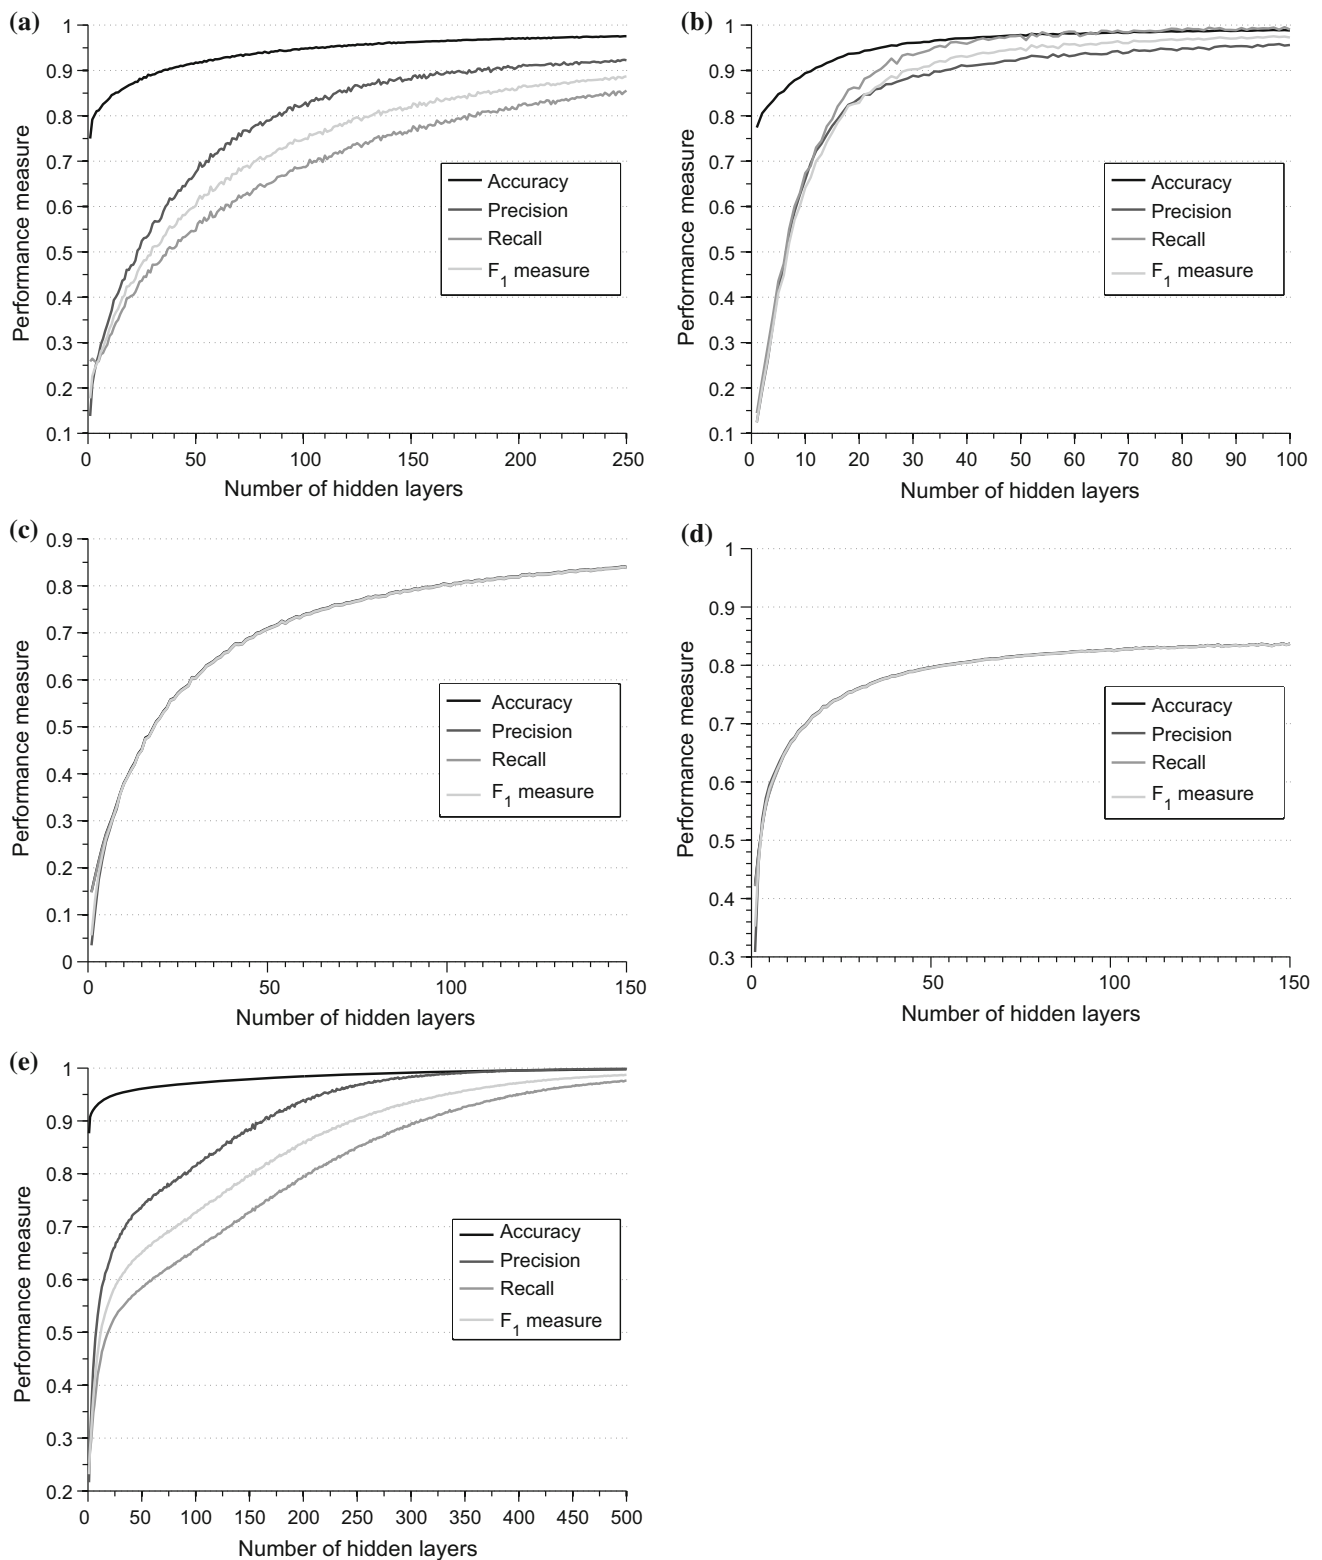 (a)
1
0.9
0.8
0.7
0.6
0.5
0.4
0.3
0.2
0.1
Performance measure
0 50 100 150 200 250
Number of hidden layers
Accuracy
Precision
Recall
F1 measure
(b)
1
0.9
0.8
0.7
0.6
0.5
0.4
0.3
0.2
0.1
Performance measure
0 10 20 30 40 50 60 70 80 90 100
Number of hidden layers
Accuracy
Precision
Recall
F1 measure
(c)
0.9
0.8
0.7
0.6
0.5
0.4
0.3
0.2
0.1
0
Performance measure
0 50 100 150
Number of hidden layers
Accuracy
Precision
Recall
F1 measure
(d)
1
0.9
0.8
0.7
0.6
0.5
0.4
0.3
Performance measure
0 50 100 150
Number of hidden layers
Accuracy
Precision
Recall
F1 measure
(e)
1
0.9
0.8
0.7
0.6
0.5
0.4
0.3
0.2
Performance measure
0 50 100 150 200 250 300 350 400 450 500
Number of hidden layers
Accuracy
Precision
Recall
F1 measure